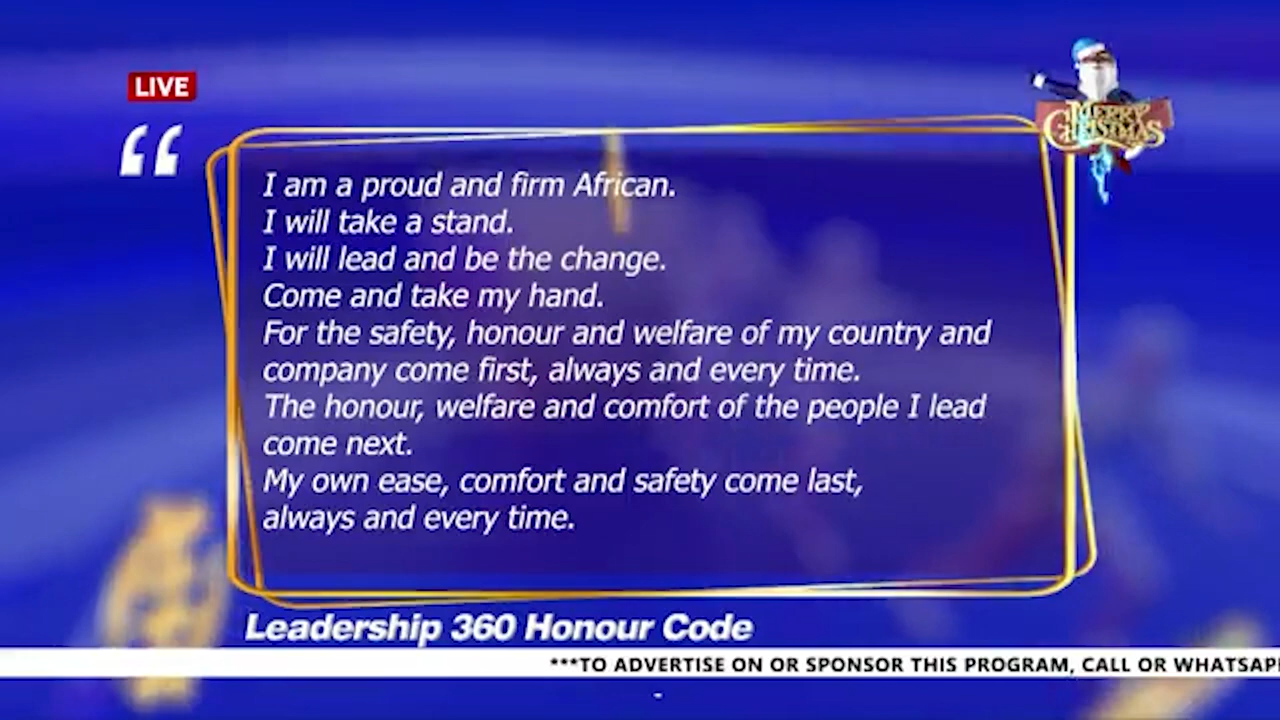 LIVE
MERRY
CHRISTMAS
“
I am a proud and firm African.
I will take a stand.
I will lead and be the change.
Come and take my hand.
For the safety, honour and welfare of my country and
company come first, always and every time.
The honour, welfare and comfort of the people I lead
come next.
My own ease, comfort and safety come last,
always and every time.
Leadership 360 Honour Code
***TO ADVERTISE ON OR SPONSOR THIS PROGRAM, CALL OR WHATSAP